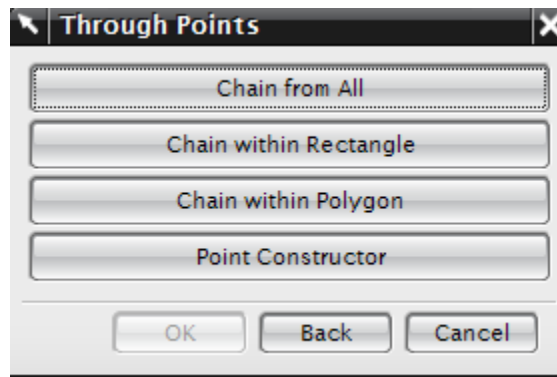 Through Points
Chain from All
Chain within Rectangle
Chain within Polygon
Point Constructor
OK Back Cancel